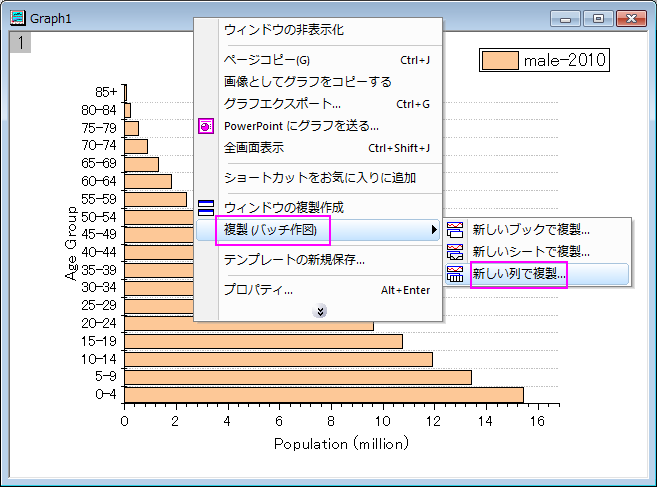 Graph1
1
male-2010
ウィンドウの非表示化
ページコピー(G) Ctrl+J
画像としてグラフをコピーする
グラフエクスポート... Ctrl+G
PowerPoint にグラフを送る...
全画面表示 Ctrl+Shift+J
ショートカットをお気に入りに追加
ウィンドウの複製作成
複製 (バッチ作図)
テンプレートの新規保存...
プロパティ... Alt+Enter
新しいブックで複製...
新しいシートで複製...
新しい列で複製...
Age Group
85+
80-84
75-79
70-74
65-69
60-64
55-59
50-54
45-49
40-44
35-39
30-34
25-29
20-24
15-19
10-14
5-9
0-4
0 2 4 6 8 10 12 14 16
Population (million)